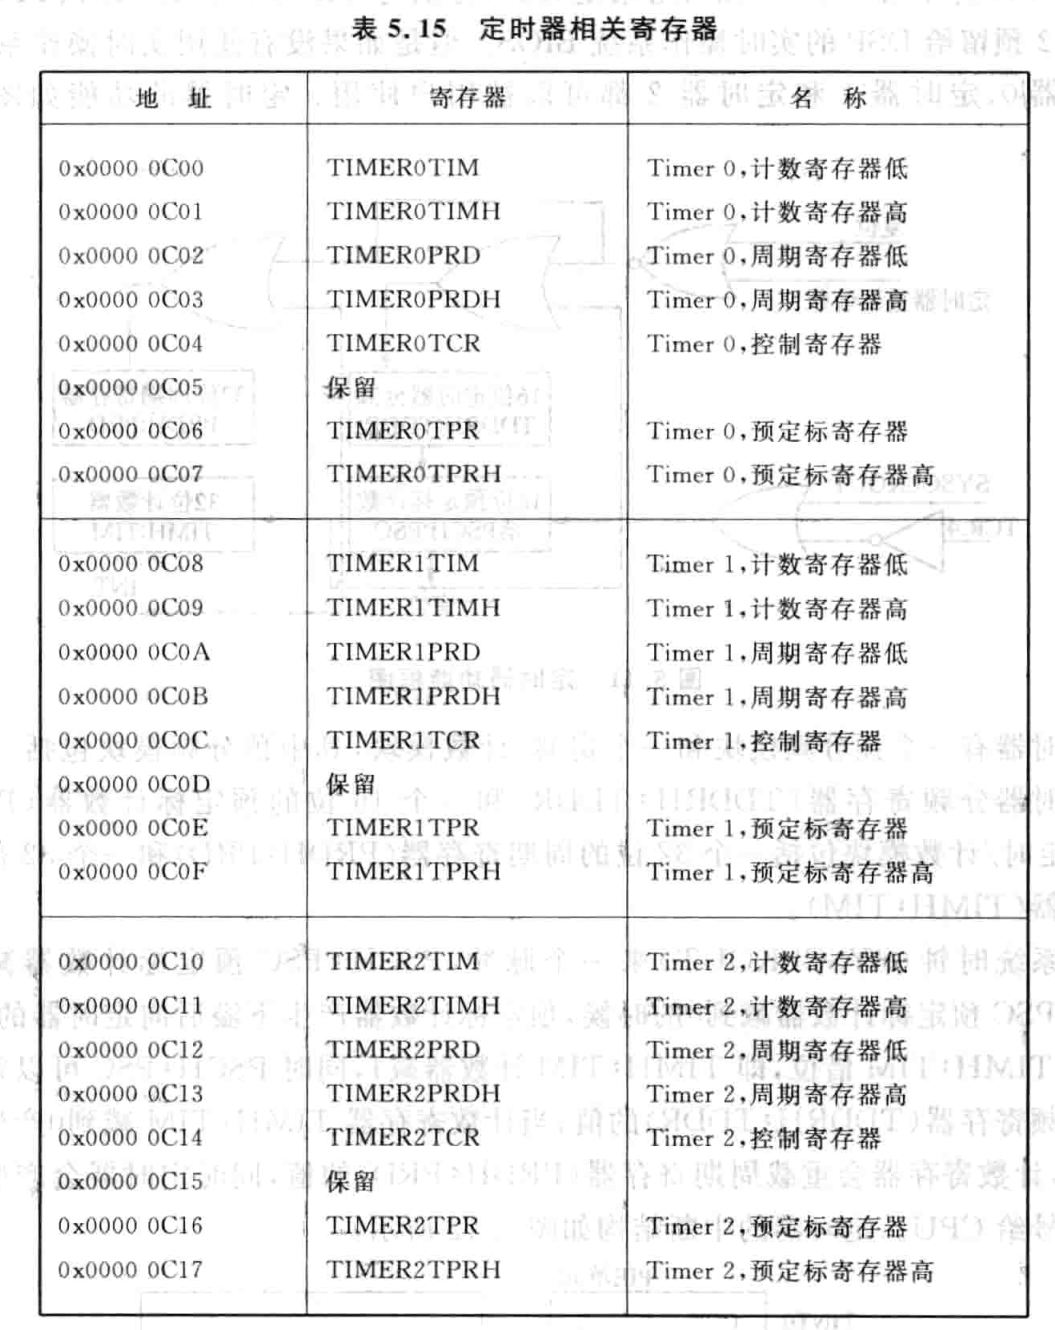 表 5.15 定时器相关寄存器
地 址 寄存器 名 称
0x0000 0C00 TIMER0TIM Timer 0,计数寄存器低
0x0000 0C01 TIMER0TIMH Timer 0,计数寄存器高
0x0000 0C02 TIMER0PRD Timer 0,周期寄存器低
0x0000 0C03 TIMER0PRDH Timer 0,周期寄存器高
0x0000 0C04 TIMER0TCR Timer 0,控制寄存器
0x0000 0C05 保留
0x0000 0C06 TIMER0TPR Timer 0,预定标寄存器
0x0000 0C07 TIMER0TPRH Timer 0,预定标寄存器高
0x0000 0C08 TIMER1TIM Timer 1,计数寄存器低
0x0000 0C09 TIMER1TIMH Timer 1,计数寄存器高
0x0000 0C0A TIMER1PRD Timer 1,周期寄存器低
0x0000 0C0B TIMER1PRDH Timer 1,周期寄存器高
0x0000 0C0C TIMER1TCR Timer 1,控制寄存器
0x0000 0C0D 保留
0x0000 0C0E TIMER1TPR Timer 1,预定标寄存器
0x0000 0C0F TIMER1TPRH Timer 1,预定标寄存器高
0x0000 0C10 TIMER2TIM Timer 2,计数寄存器低
0x0000 0C11 TIMER2TIMH Timer 2,计数寄存器高
0x0000 0C12 TIMER2PRD Timer 2,周期寄存器低
0x0000 0C13 TIMER2PRDH Timer 2,周期寄存器高
0x0000 0C14 TIMER2TCR Timer 2,控制寄存器
0x0000 0C15 保留
0x0000 0C16 TIMER2TPR Timer 2,预定标寄存器
0x0000 0C17 TIMER2TPRH Timer 2,预定标寄存器高